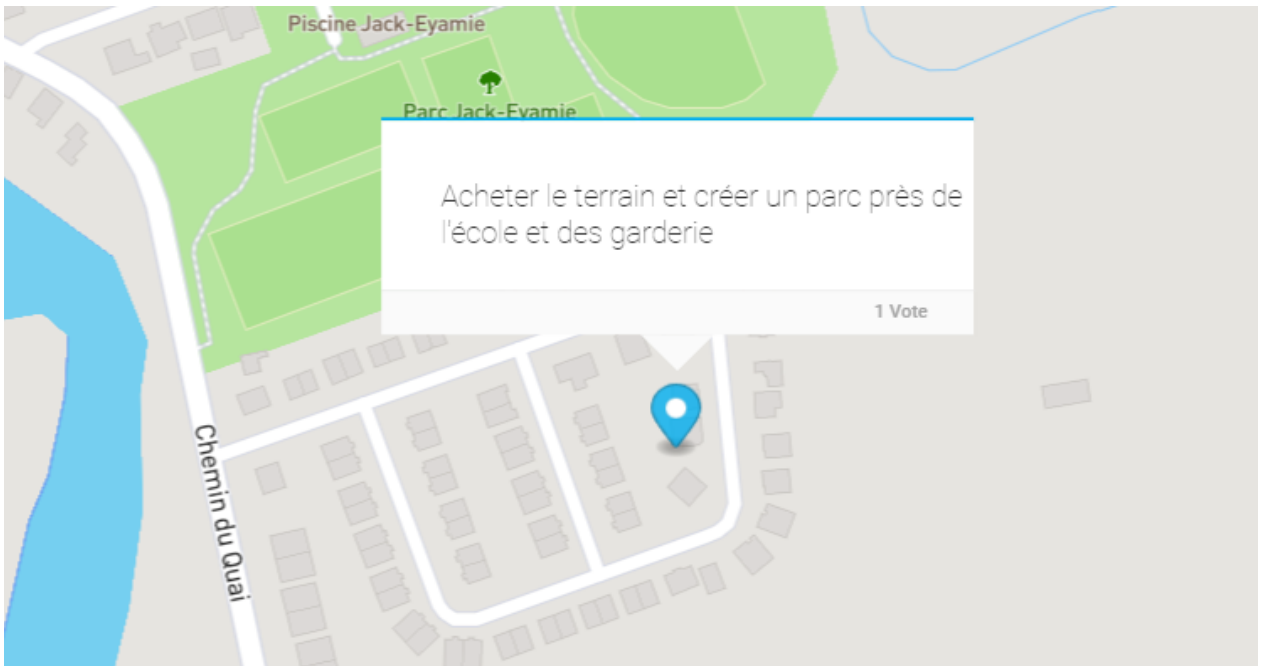 Piscine Jack-Eyamie
Parc Jack-Eyamie
Acheter le terrain et créer un parc près de
l'école et des garderie
1 Vote
Chemin du Quai